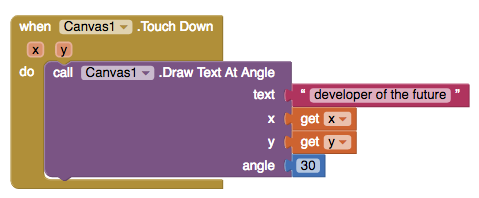 when Canvas1 .Touch Down
x y
do call Canvas1 .Draw Text At Angle
text “ developer of the future ”
x get x
y get y
angle 30